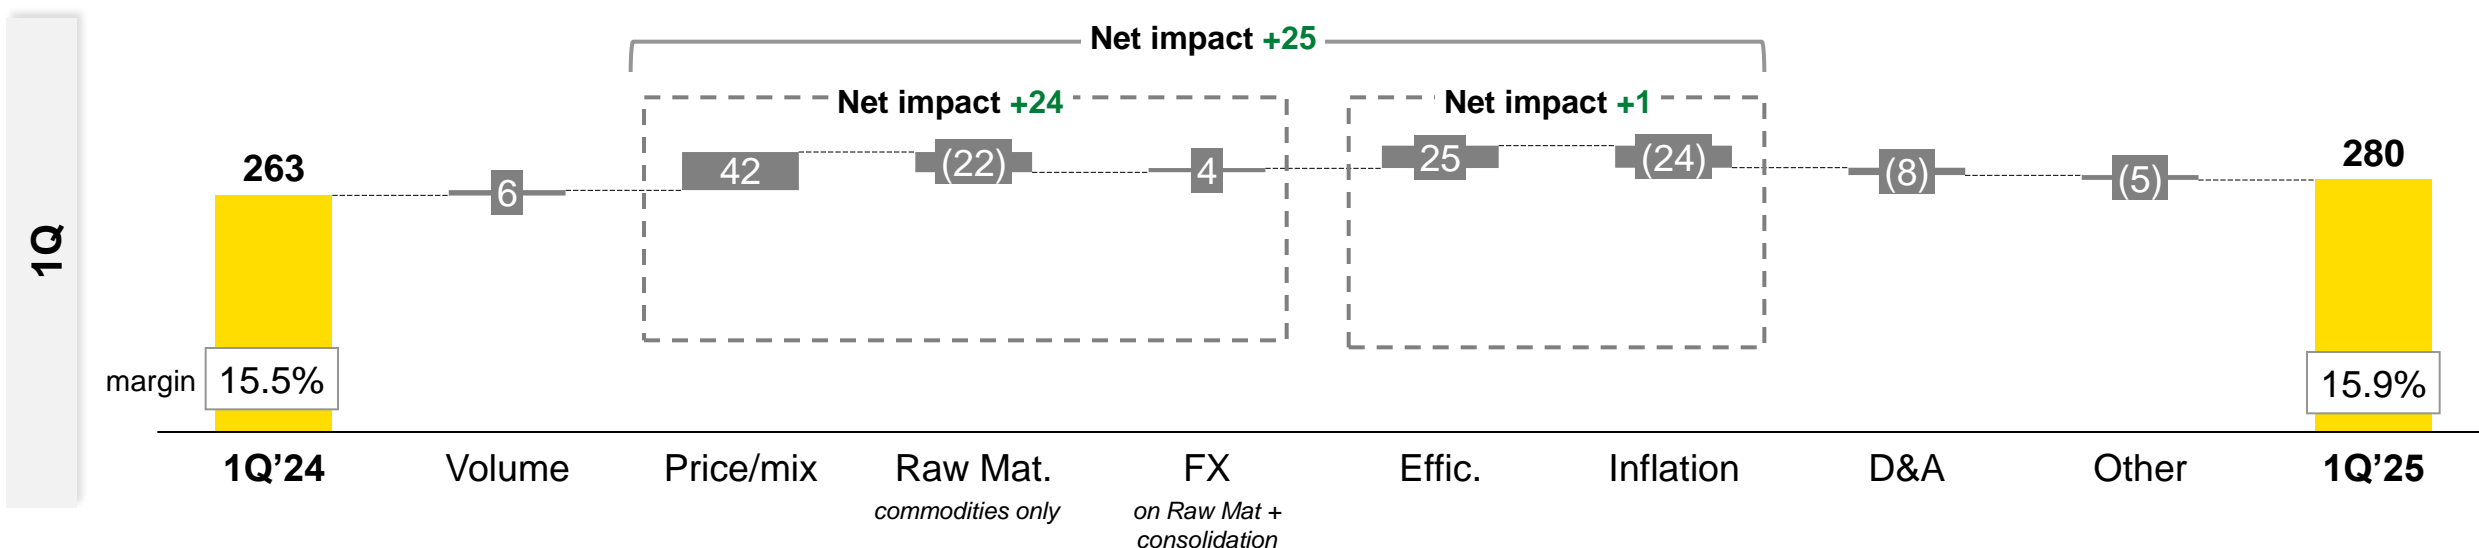 Net impact +25
Net impact +24
Net impact +1
263
6
42
(22)
4
25
(24)
(8)
(5)
280
1Q
margin
15.5%
15.9%
1Q’24
Volume
Price/mix
Raw Mat.
commodities only
FX
on Raw Mat +
consolidation
Effic.
Inflation
D&A
Other
1Q’25